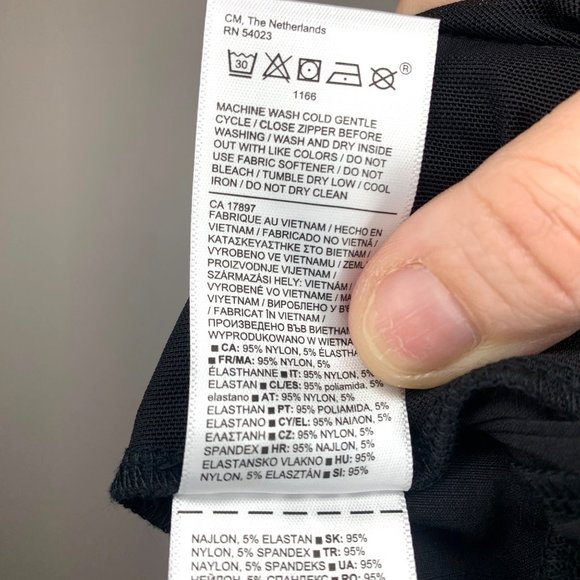 CM, The Netherlands
RN 54023
30 ®
1166
MACHINE WASH COLD GENTLE
CYCLE / CLOSE ZIPPER BEFORE
WASHING / WASH AND DRY INSIDE
OUT WITH LIKE COLORS / DO NOT
USE FABRIC SOFTENER / DO NOT
BLEACH / TUMBLE DRY LOW / COOL
IRON / DO NOT DRY CLEAN
CA 17897
FABRIQUE AU VIETNAM / HECHO EN
VIETNAM / FABRICADO NO VIETNÃ /
ΚΑΤΑΣΚΕΥΑΣΤΗΚΕ ΣΤΟ ΒΙΕΤΝΑΜ /
VYROBENO VE VIETNAMU / ZEML
PROIZVODNJE VIJETNAM /
SZÁRMAZÁSI HELY: VIETNÁM /
VYROBENÉ VO VIETNAME /
VIYETNAM / ВИРОБЛЕНО У
/ FABRICAT ÎN VIETNAM /
ПРОИЗВЕДЕНО ВЪВ ВИЕТНАМ
WYPRODUKOWANO W
■ CA: 95% NYLON, 5% ÉLASTHA
■ FR/MA: 95% NYLON, 5%
ÉLASTHANNE ■ IT: 95% NYLON, 5%
ELASTAN ■ CL/ES: 95% poliamida, 5%
elastano ■ AT: 95% NYLON, 5%
ELASTHAN ■ PT: 95% POLIAMIDA, 5%
ELASTANO ■ CY/EL: 95% ΝΑΙΛΟΝ, 5%
ΕΛΑΣΤΑΝΗ ■ CZ: 95% NYLON, 5%
SPANDEX ■ HR: 95% NAJLON, 5%
ELASTANSKO VLAKNO ■ HU: 95%
NYLON, 5% ELASZTÁN ■ SI: 95%
NAJLON, 5% ELASTAN ■ SK: 95%
NYLON, 5% SPANDEX ■ TR: 95%
NAYLON, 5% SPANDEKS ■ UA: 95%
НЕЙЛОН, 5% СПАНДЕКС ■ RO: 95%